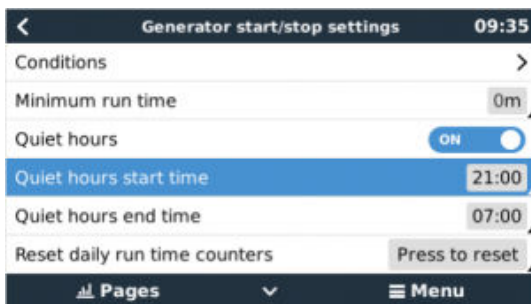 Generator start/stop settings 09:35
Conditions
Minimum run time 0m
Quiet hours ON
Quiet hours start time 21:00
Quiet hours end time 07:00
Reset daily run time counters Press to reset
Pages Menu